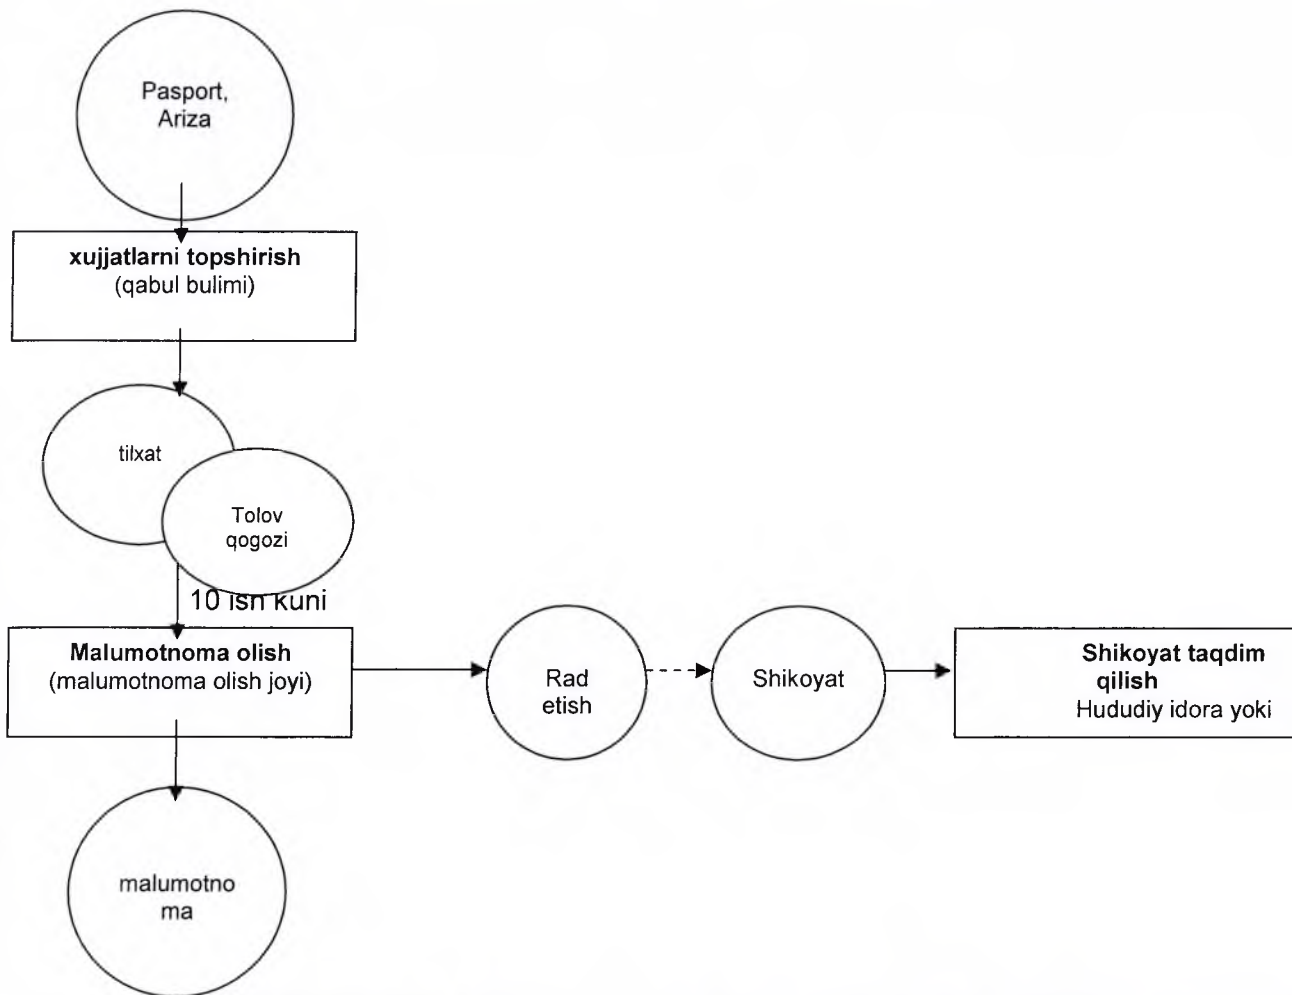 Pasport,
Ariza
xujjatlarni topshirish
(qabul bulimi)
tilxat
Tolov
qogozi
10 ish kuni
Malumotnoma olish
(malumotnoma olish joyi)
Rad
etish
Shikoyat
Shikoyat taqdim
qilish
Hududiy idora yoki
malumotno
ma